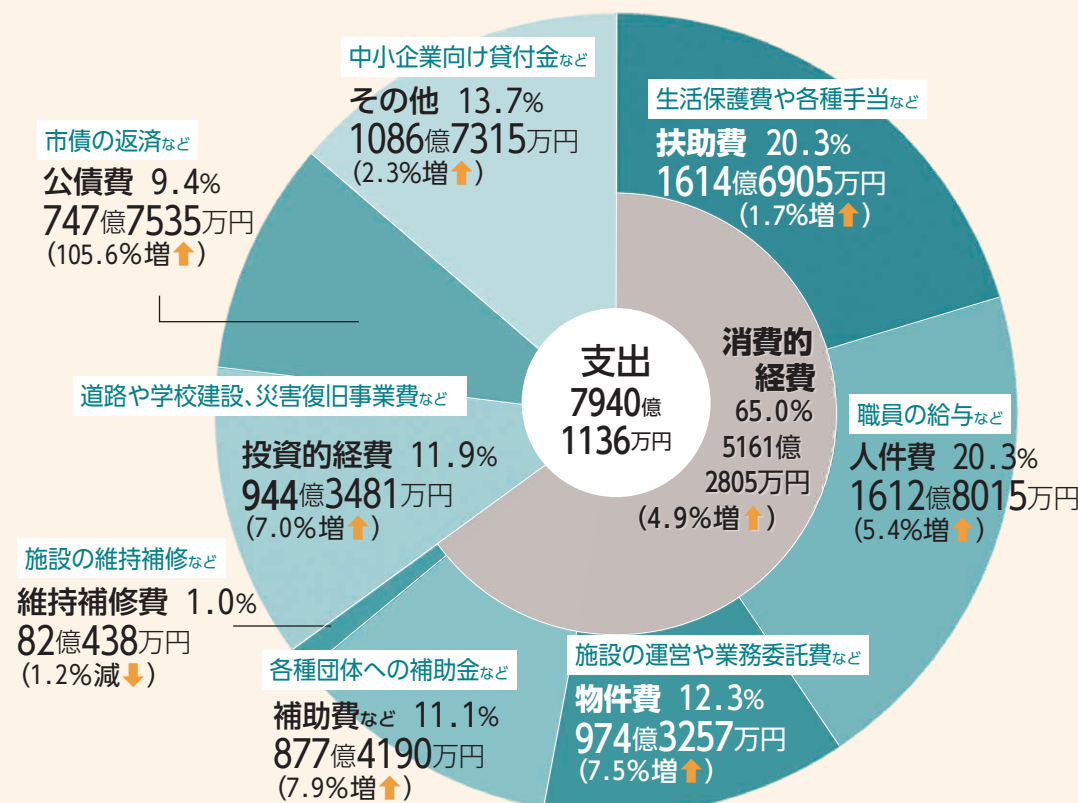 支出
7940億
1136万円
消費的
経費
65.0%
5161億
2805万円
(4.9%増⬆)
生活保護費や各種手当など
扶助費 20.3%
1614億6905万円
(1.7%増⬆)
職員の給与など
人件費 20.3%
1612億8015万円
(5.4%増⬆)
施設の運営や業務委託費など
物件費 12.3%
974億3257万円
(7.5%増⬆)
各種団体への補助金など
補助費など 11.1%
877億4190万円
(7.9%増⬆)
施設の維持補修など
維持補修費 1.0%
82億438万円
(1.2%減⬇)
道路や学校建設、災害復旧事業費など
投資的経費 11.9%
944億3481万円
(7.0%増⬆)
市債の返済など
公債費 9.4%
747億7535万円
(105.6%増⬆)
中小企業向け貸付金など
その他 13.7%
1086億7315万円
(2.3%増⬆)